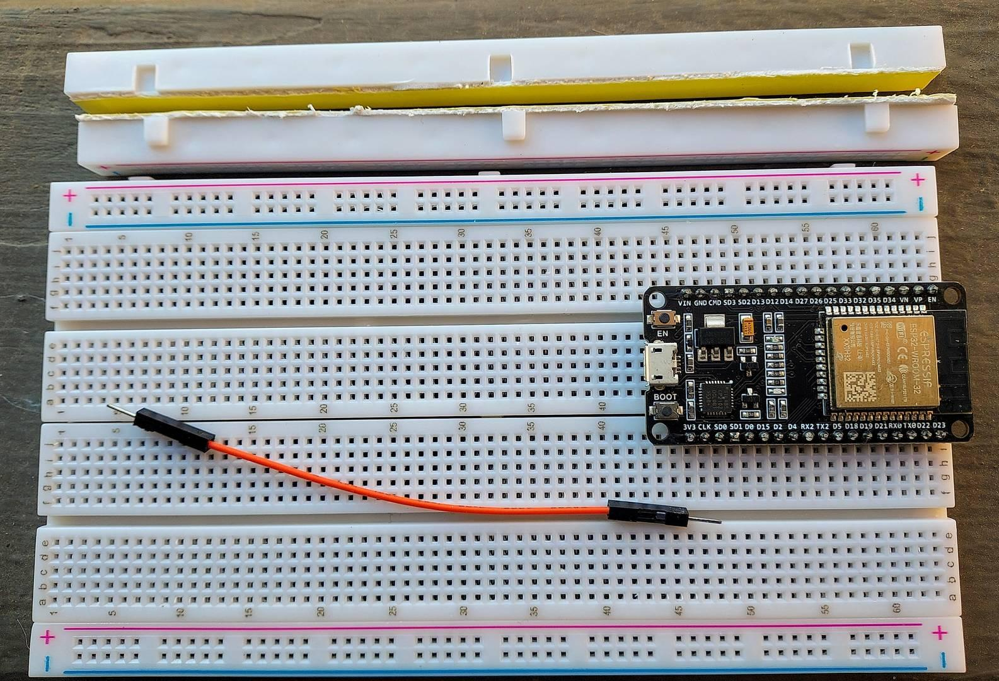 + +
1 5 10 15 20 25 30 35 40 45 50 55 60
j j
i i
h h
g g
f
VIN GND CMD SD3 SD2 D13 D12 D14 D27 D26 D25 D33 D32 D35 D34 VN VP EN
EN
ESPRESSIF
ESP32-WROOM-32
WiFi
CE
XX0H32
BOOT
3V3 CLK SD0 SD1 D0 D15 D2 D4 RX2 TX2 D5 D18 D19 D21 RX0 TX0 D22 D23
e
d
c
b
a
1 5 10 15 20 25 30 35 40
1 5 15 20 25 30 35 40
j
i i
h h
g g
f f
e e
d d
c c
b b
a a
1 5 10 15 20 25 30 35 40 45 50 55 60
+ +